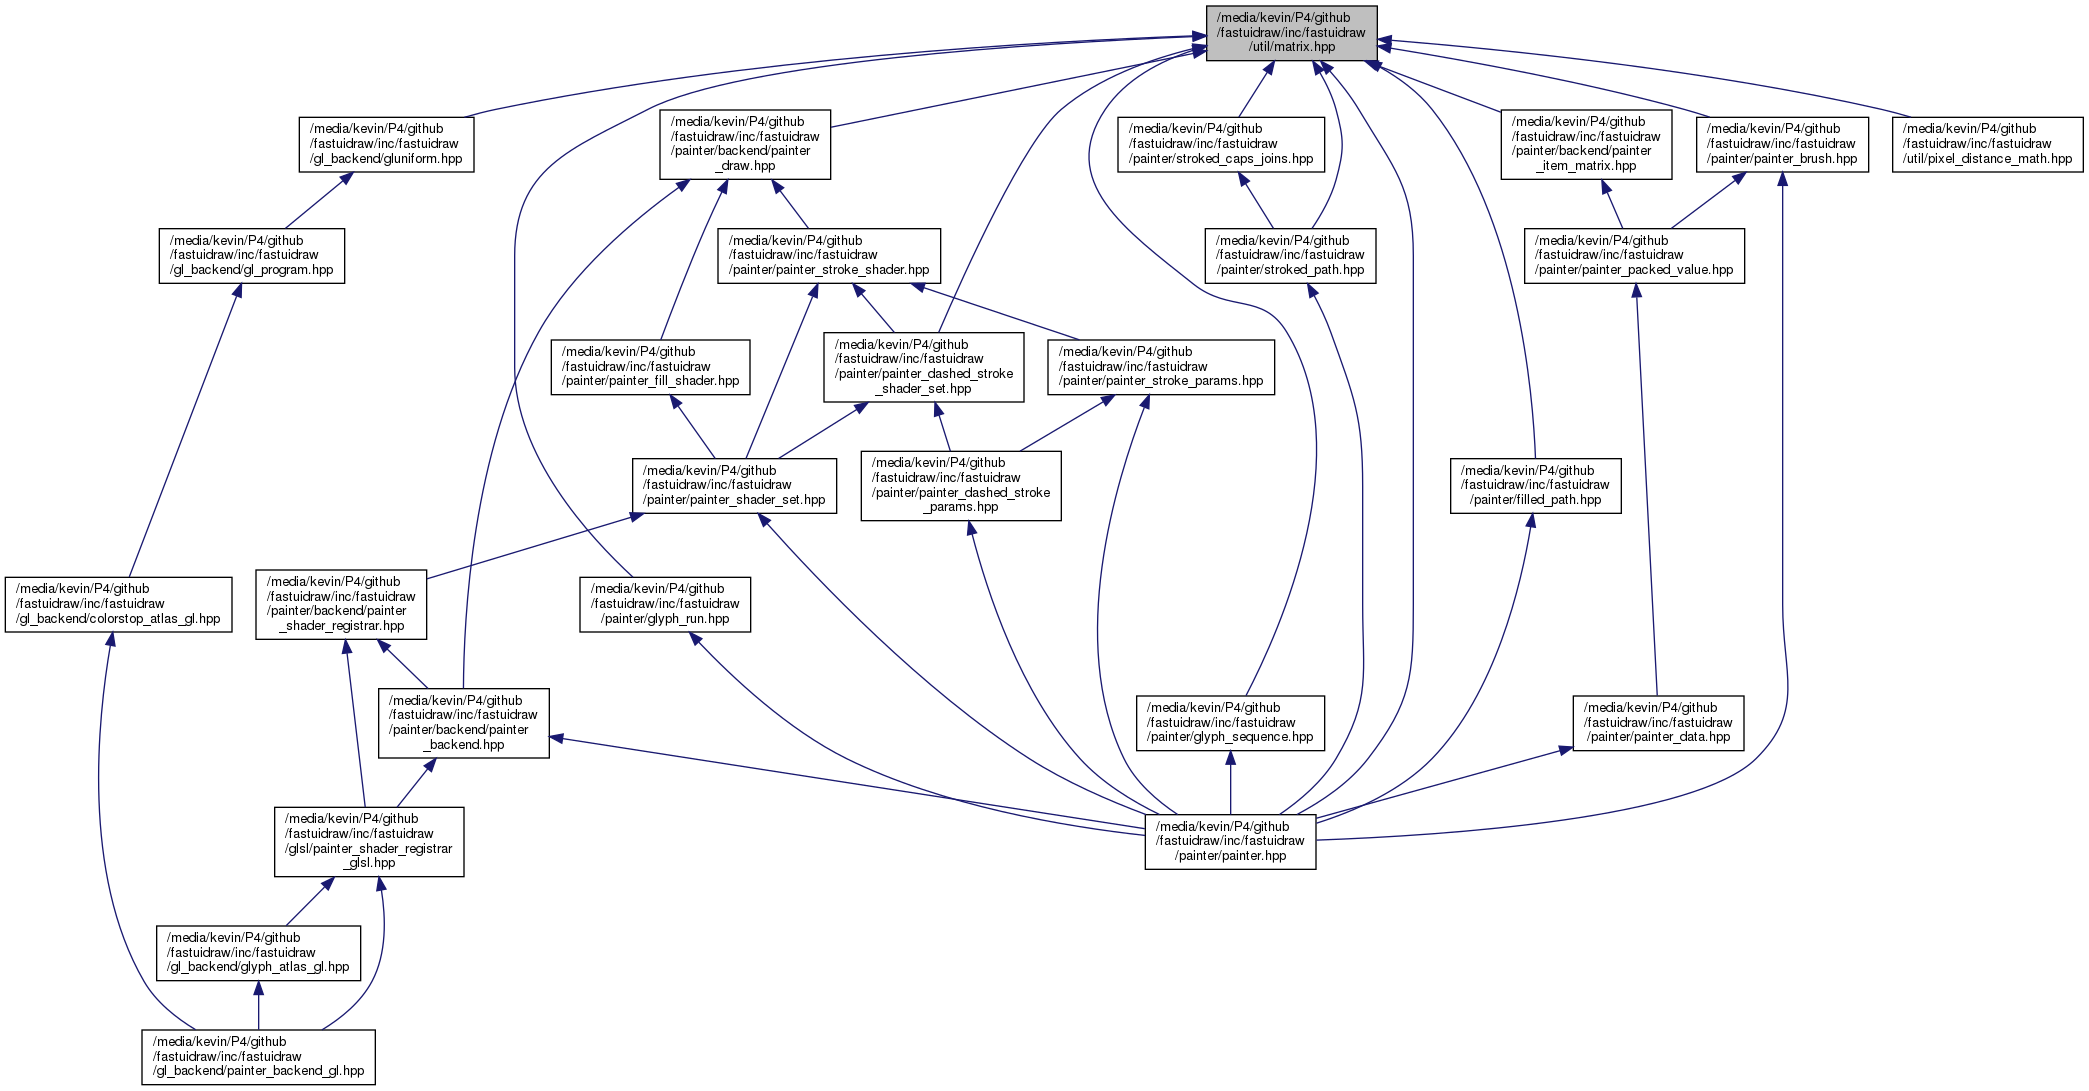 /media/kevin/P4/github
/fastuidraw/inc/fastuidraw
/util/matrix.hpp
/media/kevin/P4/github
/fastuidraw/inc/fastuidraw
/gl_backend/gluniform.hpp
/media/kevin/P4/github
/fastuidraw/inc/fastuidraw
/painter/backend/painter
_draw.hpp
/media/kevin/P4/github
/fastuidraw/inc/fastuidraw
/painter/stroked_caps_joins.hpp
/media/kevin/P4/github
/fastuidraw/inc/fastuidraw
/painter/backend/painter
_item_matrix.hpp
/media/kevin/P4/github
/fastuidraw/inc/fastuidraw
/painter/painter_brush.hpp
/media/kevin/P4/github
/fastuidraw/inc/fastuidraw
/util/pixel_distance_math.hpp
/media/kevin/P4/github
/fastuidraw/inc/fastuidraw
/gl_backend/gl_program.hpp
/media/kevin/P4/github
/fastuidraw/inc/fastuidraw
/painter/painter_stroke_shader.hpp
/media/kevin/P4/github
/fastuidraw/inc/fastuidraw
/painter/stroked_path.hpp
/media/kevin/P4/github
/fastuidraw/inc/fastuidraw
/painter/painter_packed_value.hpp
/media/kevin/P4/github
/fastuidraw/inc/fastuidraw
/painter/painter_fill_shader.hpp
/media/kevin/P4/github
/fastuidraw/inc/fastuidraw
/painter/painter_dashed_stroke
_shader_set.hpp
/media/kevin/P4/github
/fastuidraw/inc/fastuidraw
/painter/painter_stroke_params.hpp
/media/kevin/P4/github
/fastuidraw/inc/fastuidraw
/painter/painter_shader_set.hpp
/media/kevin/P4/github
/fastuidraw/inc/fastuidraw
/painter/painter_dashed_stroke
_params.hpp
/media/kevin/P4/github
/fastuidraw/inc/fastuidraw
/painter/filled_path.hpp
/media/kevin/P4/github
/fastuidraw/inc/fastuidraw
/gl_backend/colorstop_atlas_gl.hpp
/media/kevin/P4/github
/fastuidraw/inc/fastuidraw
/painter/backend/painter
_shader_registrar.hpp
/media/kevin/P4/github
/fastuidraw/inc/fastuidraw
/painter/glyph_run.hpp
/media/kevin/P4/github
/fastuidraw/inc/fastuidraw
/painter/backend/painter
_backend.hpp
/media/kevin/P4/github
/fastuidraw/inc/fastuidraw
/painter/glyph_sequence.hpp
/media/kevin/P4/github
/fastuidraw/inc/fastuidraw
/painter/painter_data.hpp
/media/kevin/P4/github
/fastuidraw/inc/fastuidraw
/glsl/painter_shader_registrar
_glsl.hpp
/media/kevin/P4/github
/fastuidraw/inc/fastuidraw
/painter/painter.hpp
/media/kevin/P4/github
/fastuidraw/inc/fastuidraw
/gl_backend/glyph_atlas_gl.hpp
/media/kevin/P4/github
/fastuidraw/inc/fastuidraw
/gl_backend/painter_backend_gl.hpp